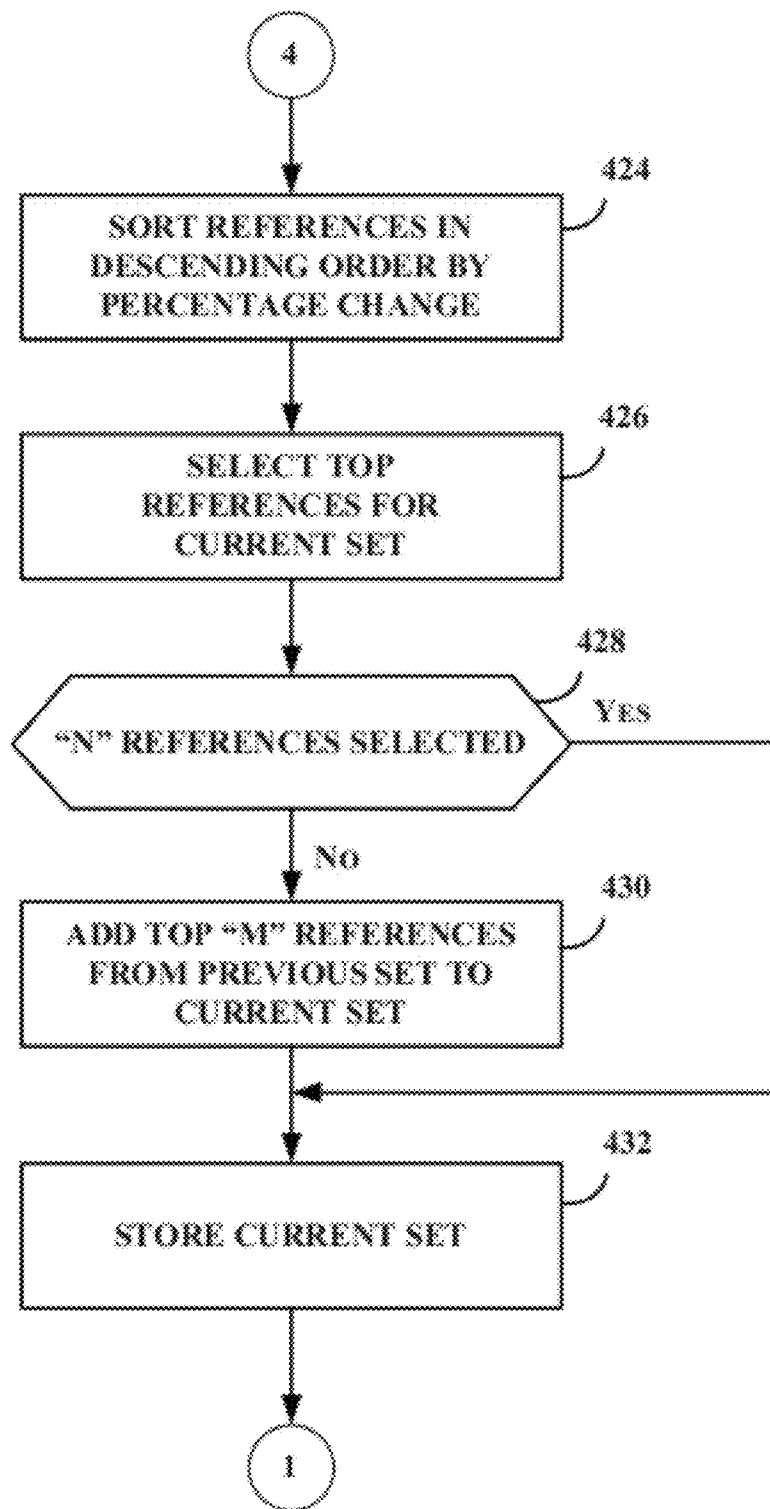 4
424
SORT REFERENCES IN
DESCENDING ORDER BY
PERCENTAGE CHANGE
426
SELECT TOP
REFERENCES FOR
CURRENT SET
428
“N” REFERENCES SELECTED
YES
NO
430
ADD TOP “M” REFERENCES
FROM PREVIOUS SET TO
CURRENT SET
432
STORE CURRENT SET
1